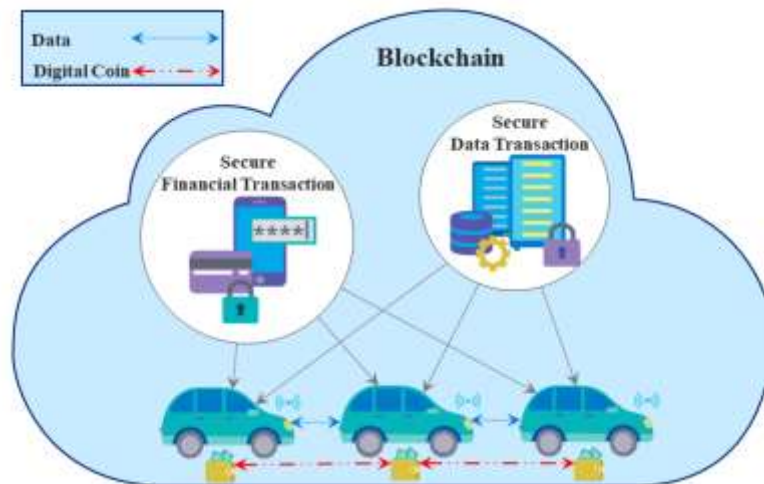 Data
Digital Coin
Blockchain
Secure
Financial Transaction
****
Secure
Data Transaction